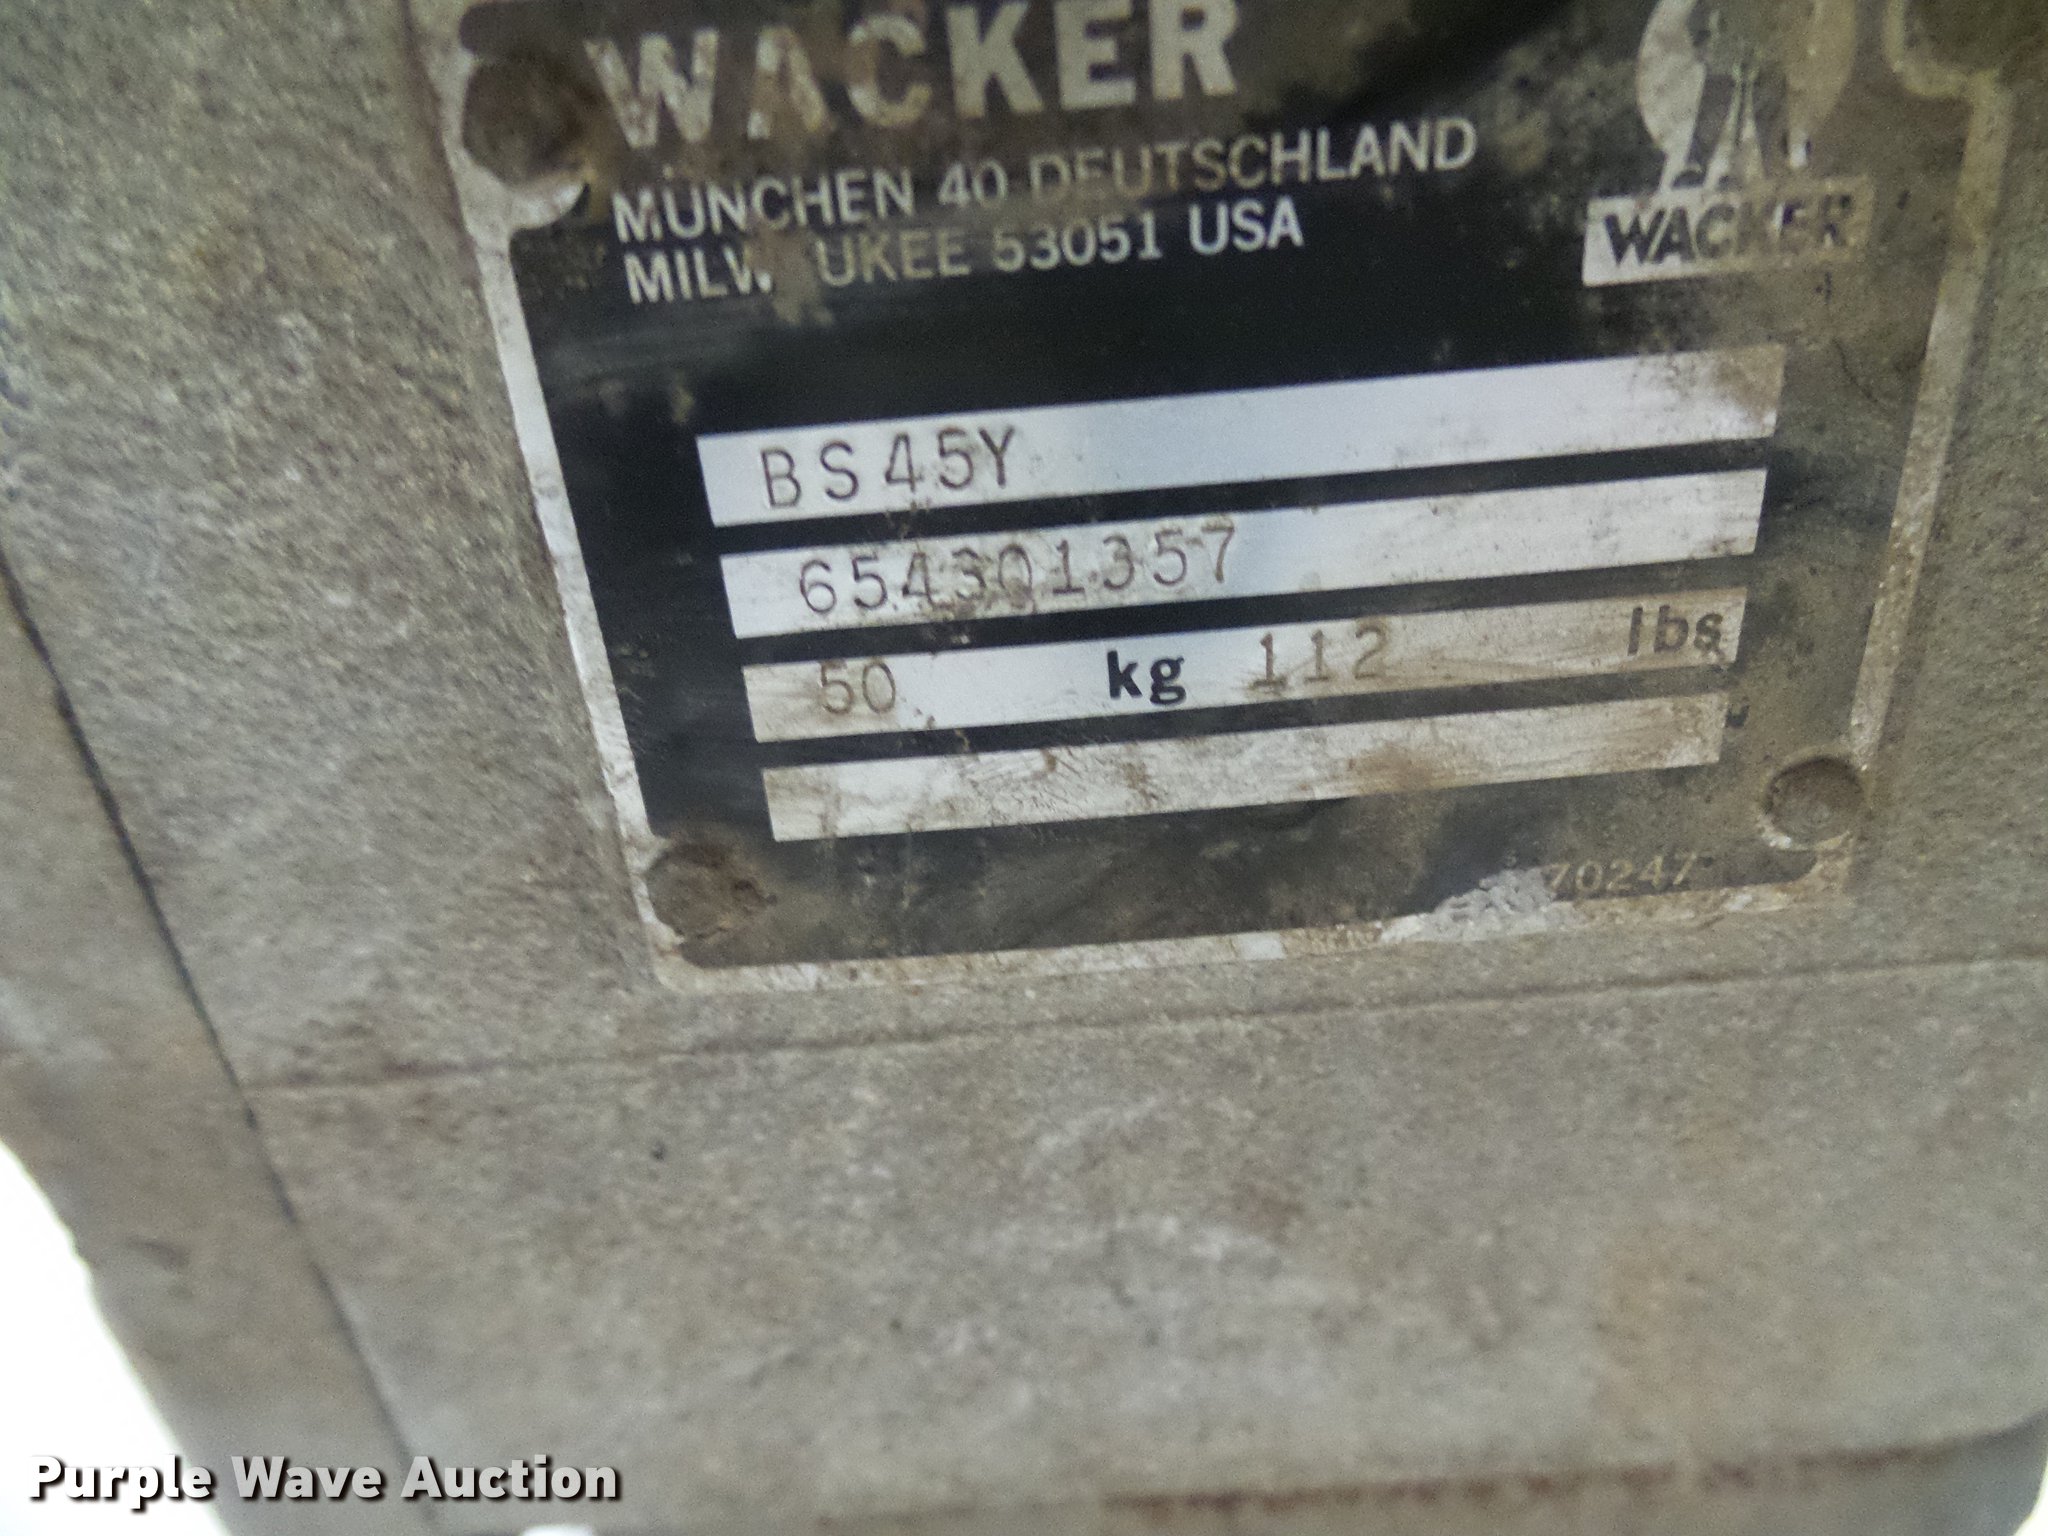 WACKER
MÜNCHEN 40 DEUTSCHLAND
MILW UKEE 53051 USA
WACKER
BS45Y
654301357
50 kg 112 lbs
70247
Purple Wave Auction